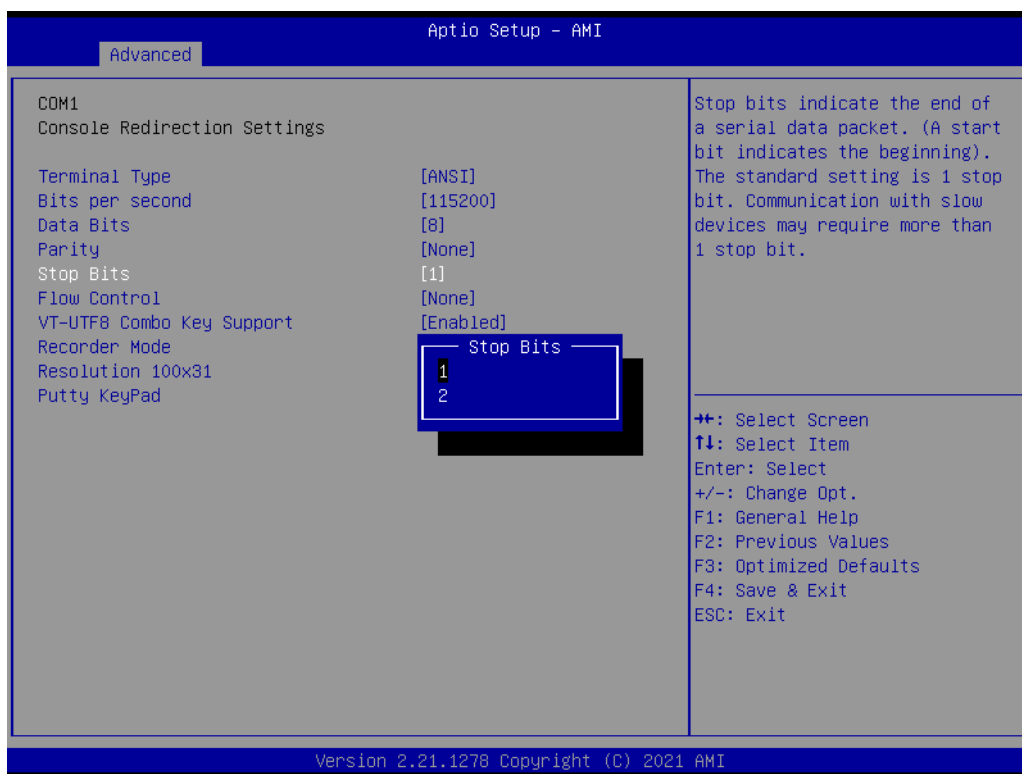 Aptio Setup – AMI
Advanced
COM1
Console Redirection Settings
Terminal Type [ANSI]
Bits per second [115200]
Data Bits [8]
Parity [None]
Stop Bits [1]
Flow Control [None]
VT-UTF8 Combo Key Support [Enabled]
Recorder Mode
Resolution 100x31
Putty KeyPad
Stop Bits
1
2
Stop bits indicate the end of
a serial data packet. (A start
bit indicates the beginning).
The standard setting is 1 stop
bit. Communication with slow
devices may require more than
1 stop bit.
→←: Select Screen
↑↓: Select Item
Enter: Select
+/-: Change Opt.
F1: General Help
F2: Previous Values
F3: Optimized Defaults
F4: Save & Exit
ESC: Exit
Version 2.21.1278 Copyright (C) 2021 AMI